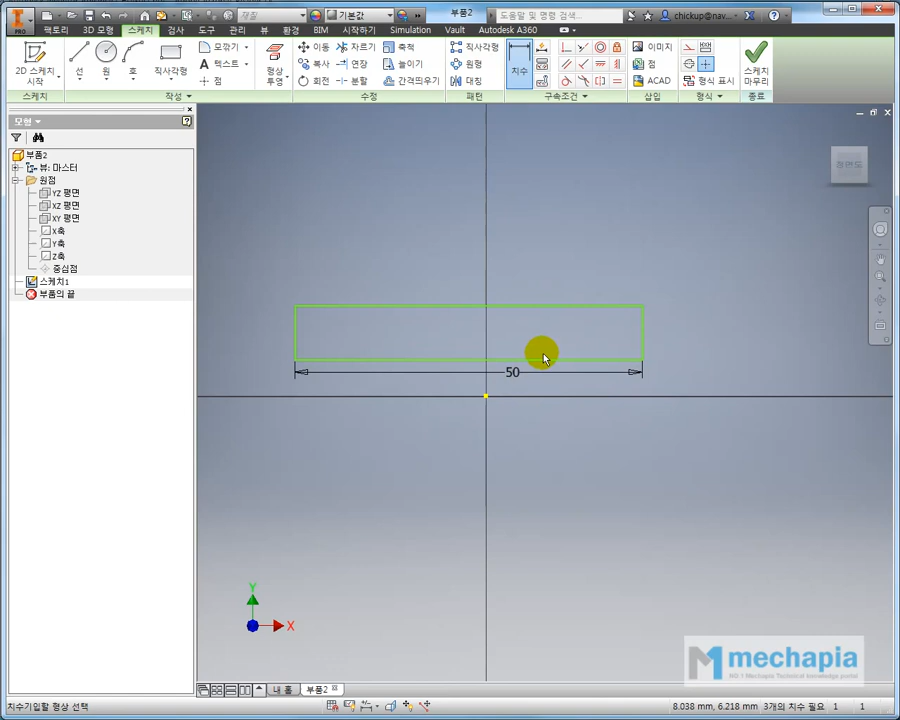 부품2
기본값
도움말 및 명령 검색...
chickup@nav...
PRO
팩토리 3D 모형 스케치 검사 도구 관리 뷰 환경 BIM 시작하기 Simulation Vault Autodesk A360
2D 스케치 시작
선
원
호
직사각형
모깎기
텍스트
점
형상 투영
이동
복사
회전
자르기
연장
분할
축척
늘이기
간격띄우기
직사각형
원형
대칭
치수
이미지
점
ACAD
형식 표시
스케치 마무리
스케치 작성 수정 패턴 구속조건 삽입 형식 종료
모형
부품2
뷰: 마스터
원점
YZ 평면
XZ 평면
XY 평면
X축
Y축
Z축
중심점
스케치1
부품의 끝
정면도
50
Y
X
mechapia
NO.1 Mechapia Technical knowledge portal
내 홈 부품2
치수기입할 형상 선택
8.038 mm, 6.218 mm 3개의 치수 필요 1 1